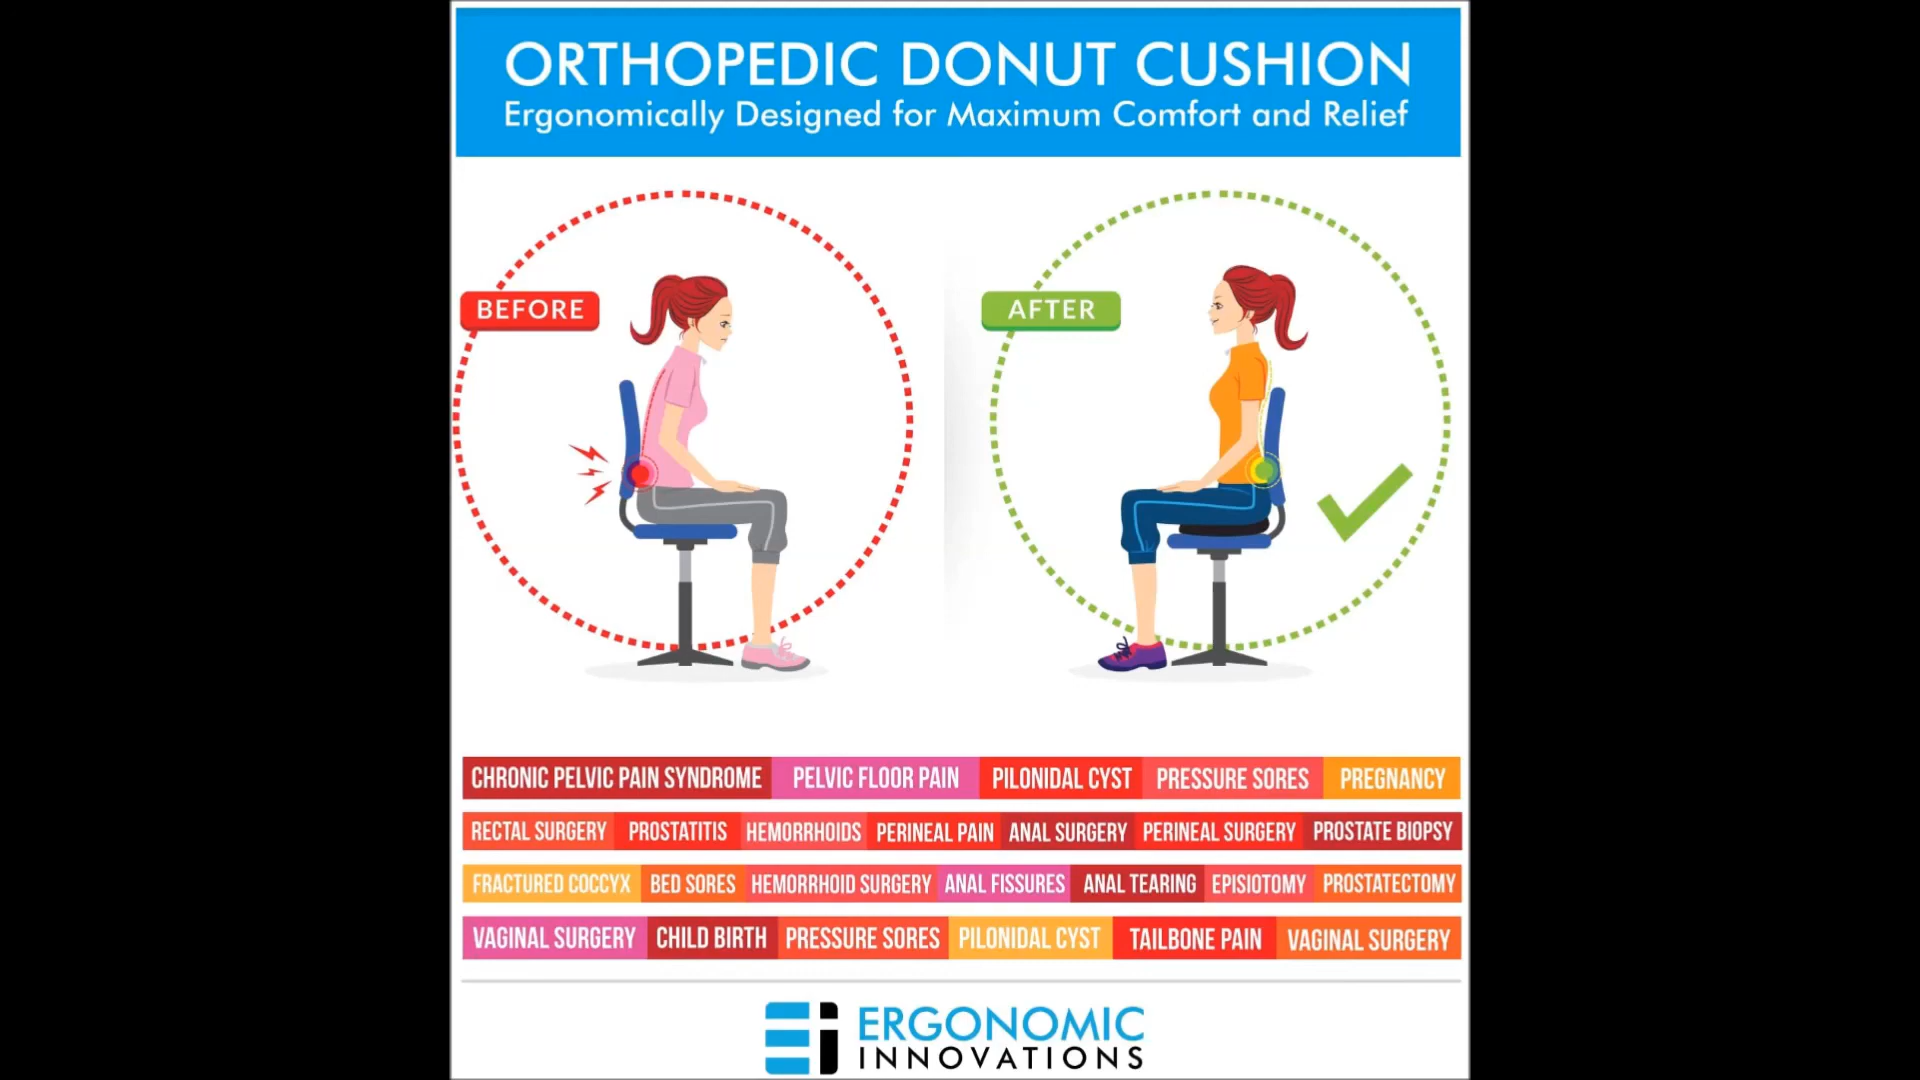 ORTHOPEDIC DONUT CUSHION
Ergonomically Designed for Maximum Comfort and Relief
BEFORE
AFTER
CHRONIC PELVIC PAIN SYNDROME PELVIC FLOOR PAIN PILONIDAL CYST PRESSURE SORES PREGNANCY
RECTAL SURGERY PROSTATITIS HEMORRHOIDS PERINEAL PAIN ANAL SURGERY PERINEAL SURGERY PROSTATE BIOPSY
FRACTURED COCCYX BED SORES HEMORRHOID SURGERY ANAL FISSURES ANAL TEARING EPISIOTOMY PROSTATECTOMY
VAGINAL SURGERY CHILD BIRTH PRESSURE SORES PILONIDAL CYST TAILBONE PAIN VAGINAL SURGERY
ERGONOMIC
INNOVATIONS